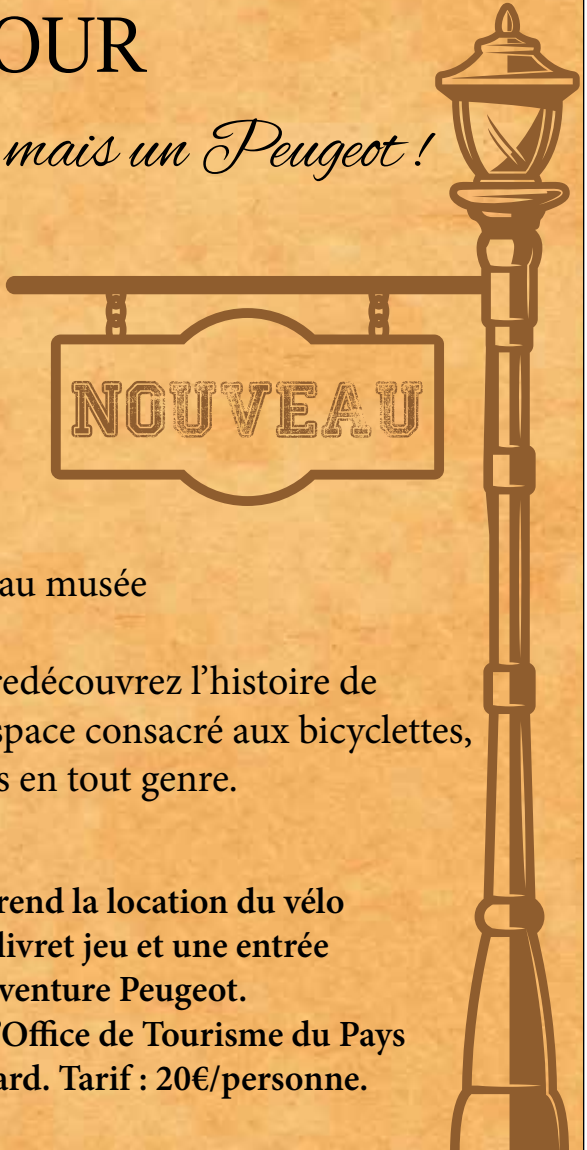 OUR
mais un Peugeot !
NOUVEAU
au musée
redécouvrez l’histoire de
space consacré aux bicyclettes,
s en tout genre.
rend la location du vélo
livret jeu et une entrée
venture Peugeot.
’Office de Tourisme du Pays
ard. Tarif : 20€/personne.